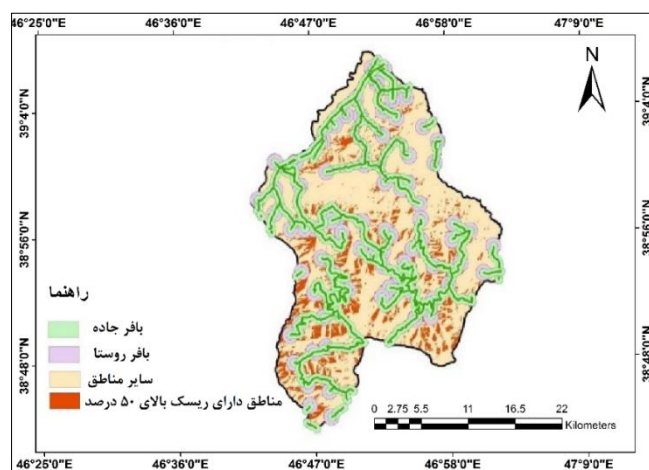 46°25'0"E 46°36'0"E 46°47'0"E 46°58'0"E 47°9'0"E
N
39°4'0"N 39°4'0"N
38°56'0"N 38°56'0"N
38°48'0"N 38°48'0"N
راهنما
بافر جاده
بافر روستا
سایر مناطق
مناطق دارای ریسک بالای ۵۰ درصد
0 2.75 5.5 11 16.5 22
Kilometers
46°25'0"E 46°36'0"E 46°47'0"E 46°58'0"E 47°9'0"E